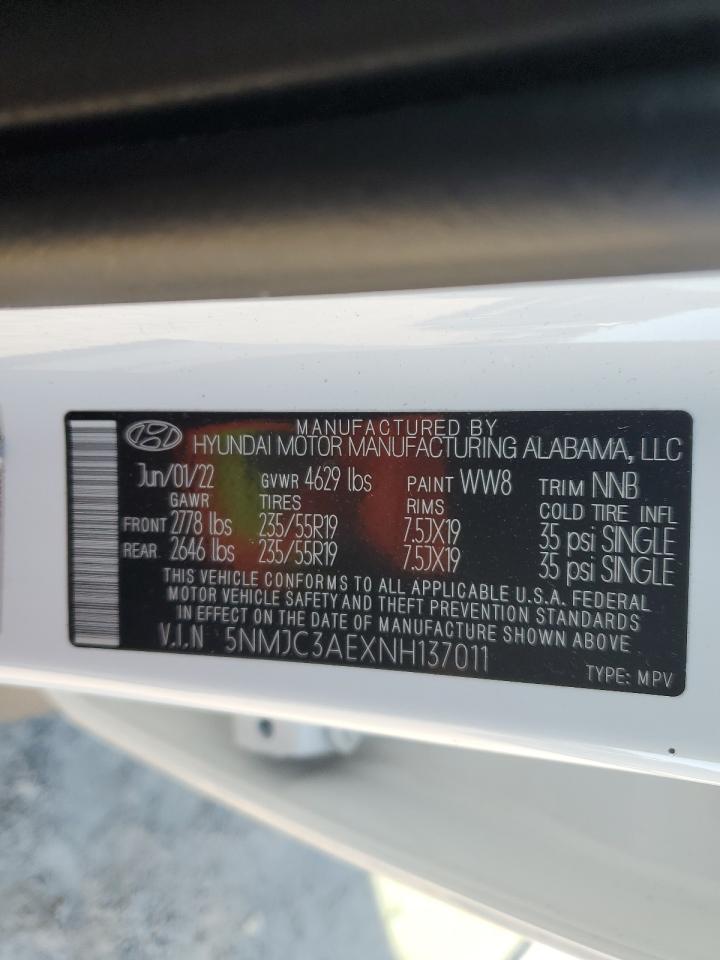 MANUFACTURED BY
HYUNDAI MOTOR MANUFACTURING ALABAMA, LLC
Jun/01/22 GVWR 4629 lbs PAINT WW8 TRIM NNB
GAWR TIRES RIMS COLD TIRE INFL
FRONT 2778 lbs 235/55R19 7.5JX19 35 psi SINGLE
REAR 2646 lbs 235/55R19 7.5JX19 35 psi SINGLE
THIS VEHICLE CONFORMS TO ALL APPLICABLE U.S.A. FEDERAL
MOTOR VEHICLE SAFETY AND THEFT PREVENTION STANDARDS
IN EFFECT ON THE DATE OF MANUFACTURE SHOWN ABOVE
V.I.N 5NMJC3AEXNH137011
TYPE: MPV